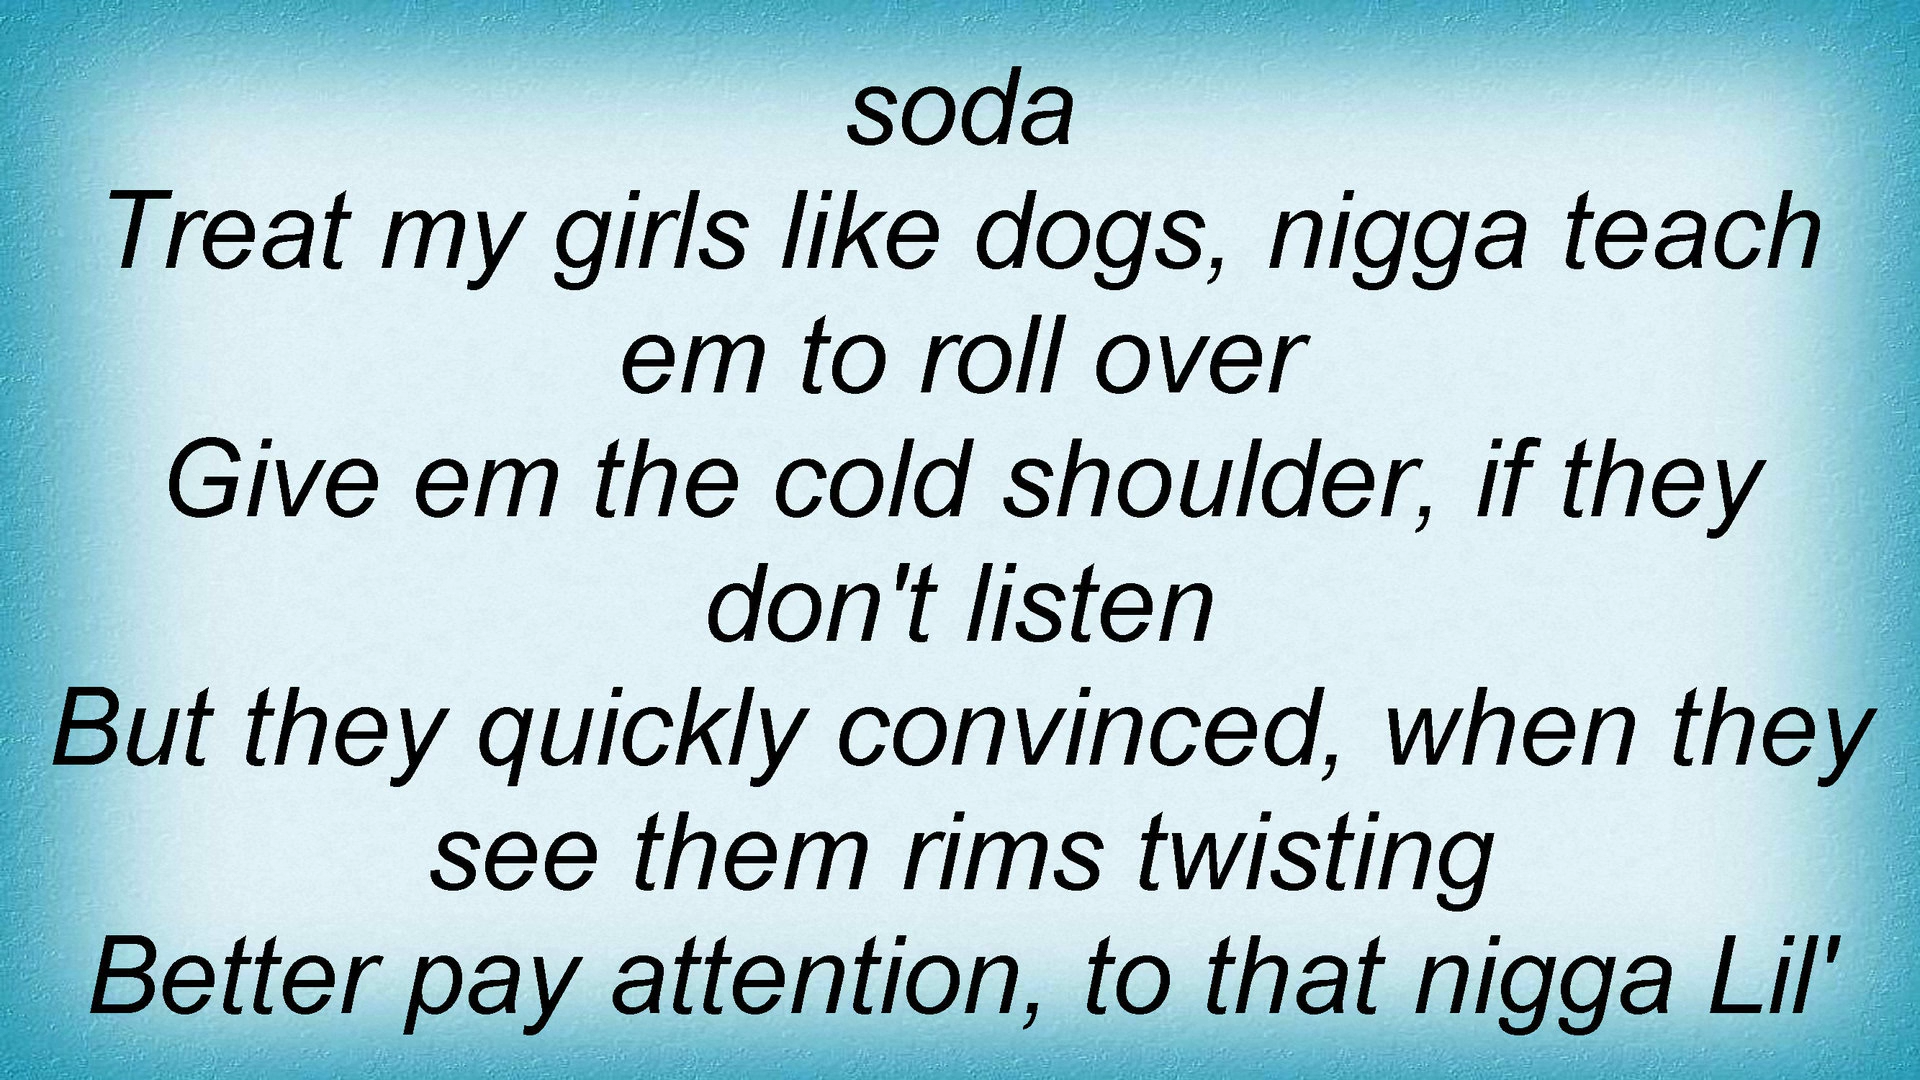 soda
Treat my girls like dogs, nigga teach
em to roll over
Give em the cold shoulder, if they
don't listen
But they quickly convinced, when they
see them rims twisting
Better pay attention, to that nigga Lil'